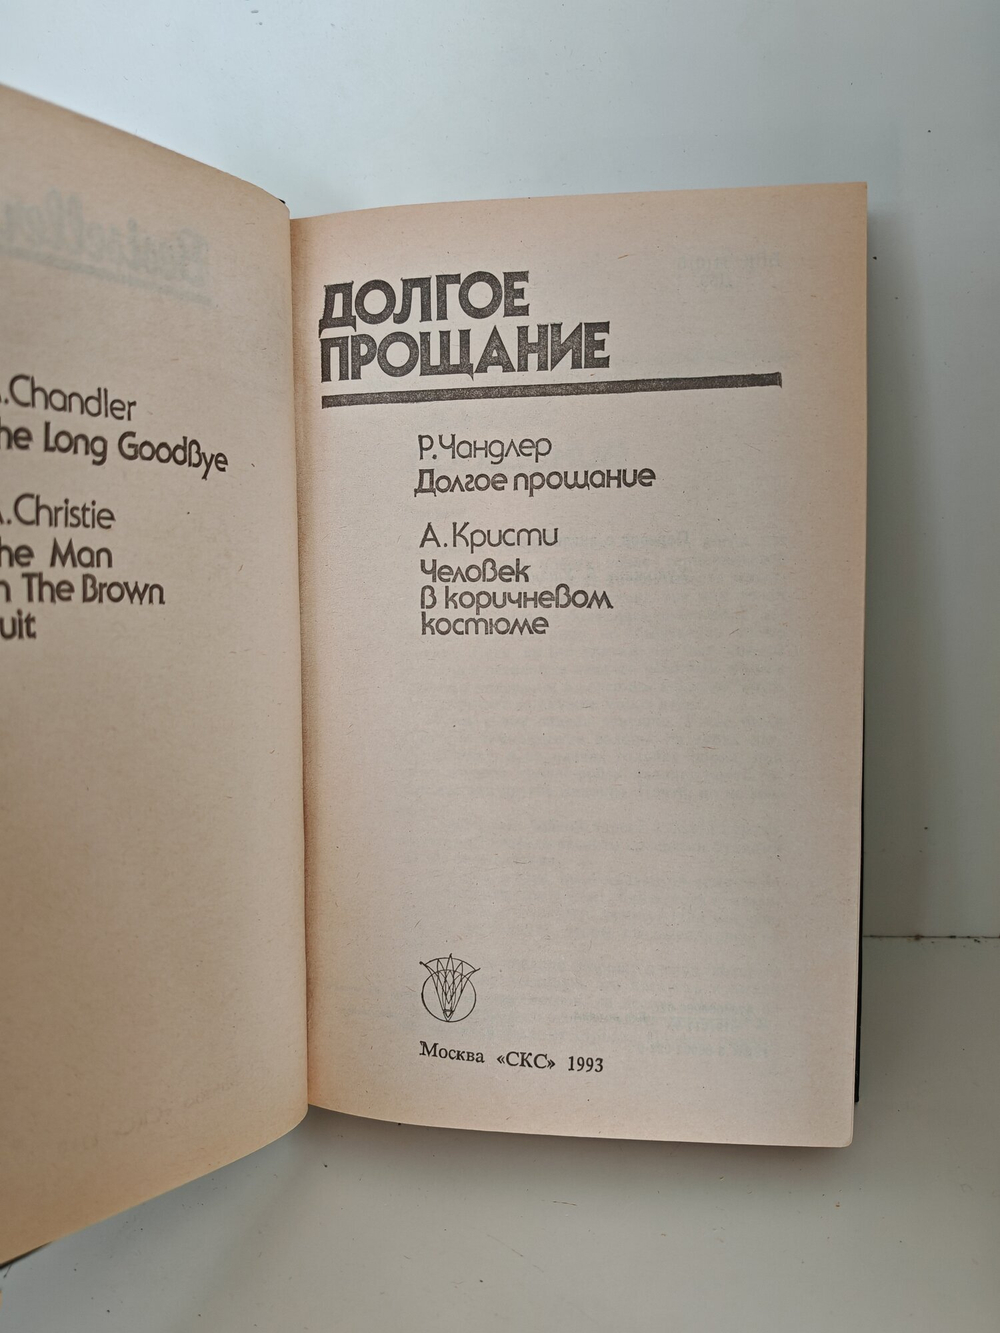 Bestseller
.Chandler
he Long GoodBye
.Christie
he Man
n The Brown
uit
ДОЛГОЕ
ПРОЩАНИЕ
Р.Чандлер
Долгое прощание
А.Кристи
Человек
в коричневом
костюме
Москва «СКС» 1993